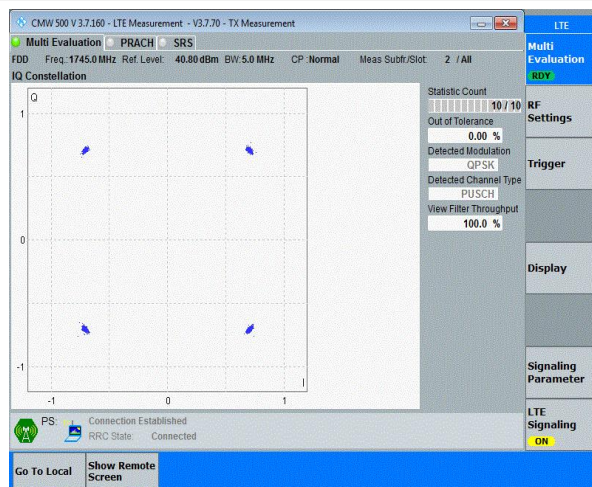 CMW 500 V 3.7.160 - LTE Measurement - V3.7.70 - TX Measurement
LTE
Multi Evaluation PRACH SRS
FDD Freq.:1745.0 MHz Ref. Level: 40.80 dBm BW:5.0 MHz CP :Normal Meas Subfr./Slot: 2 / All
IQ Constellation
Q
1
0
-1
-1 0 1
I
Statistic Count
10 / 10
Out of Tolerance
0.00 %
Detected Modulation
QPSK
Detected Channel Type
PUSCH
View Filter Throughput
100.0 %
Multi
Evaluation
RDY
RF
Settings
Trigger
Display
Signaling
Parameter
LTE
Signaling
ON
PS: Connection Established
RRC State: Connected
Go To Local
Show Remote
Screen